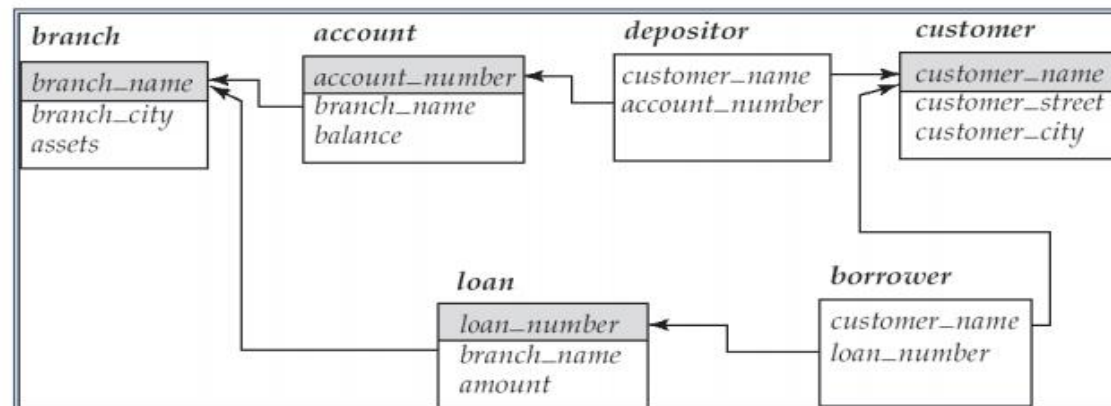 branch
branch_name
branch_city
assets
account
account_number
branch_name
balance
depositor
customer_name
account_number
customer
customer_name
customer_street
customer_city
loan
loan_number
branch_name
amount
borrower
customer_name
loan_number